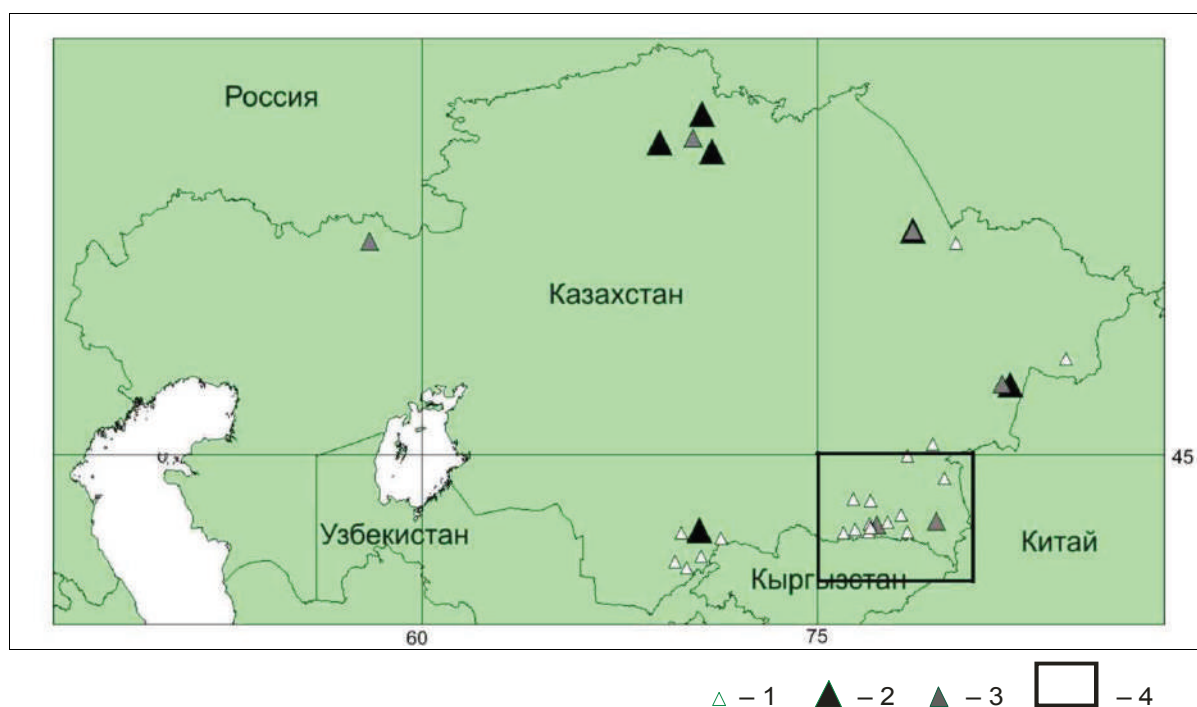 Россия
Казахстан
45
Узбекистан
Китай
Кыргызстан
60
75
– 1
– 2
– 3
– 4